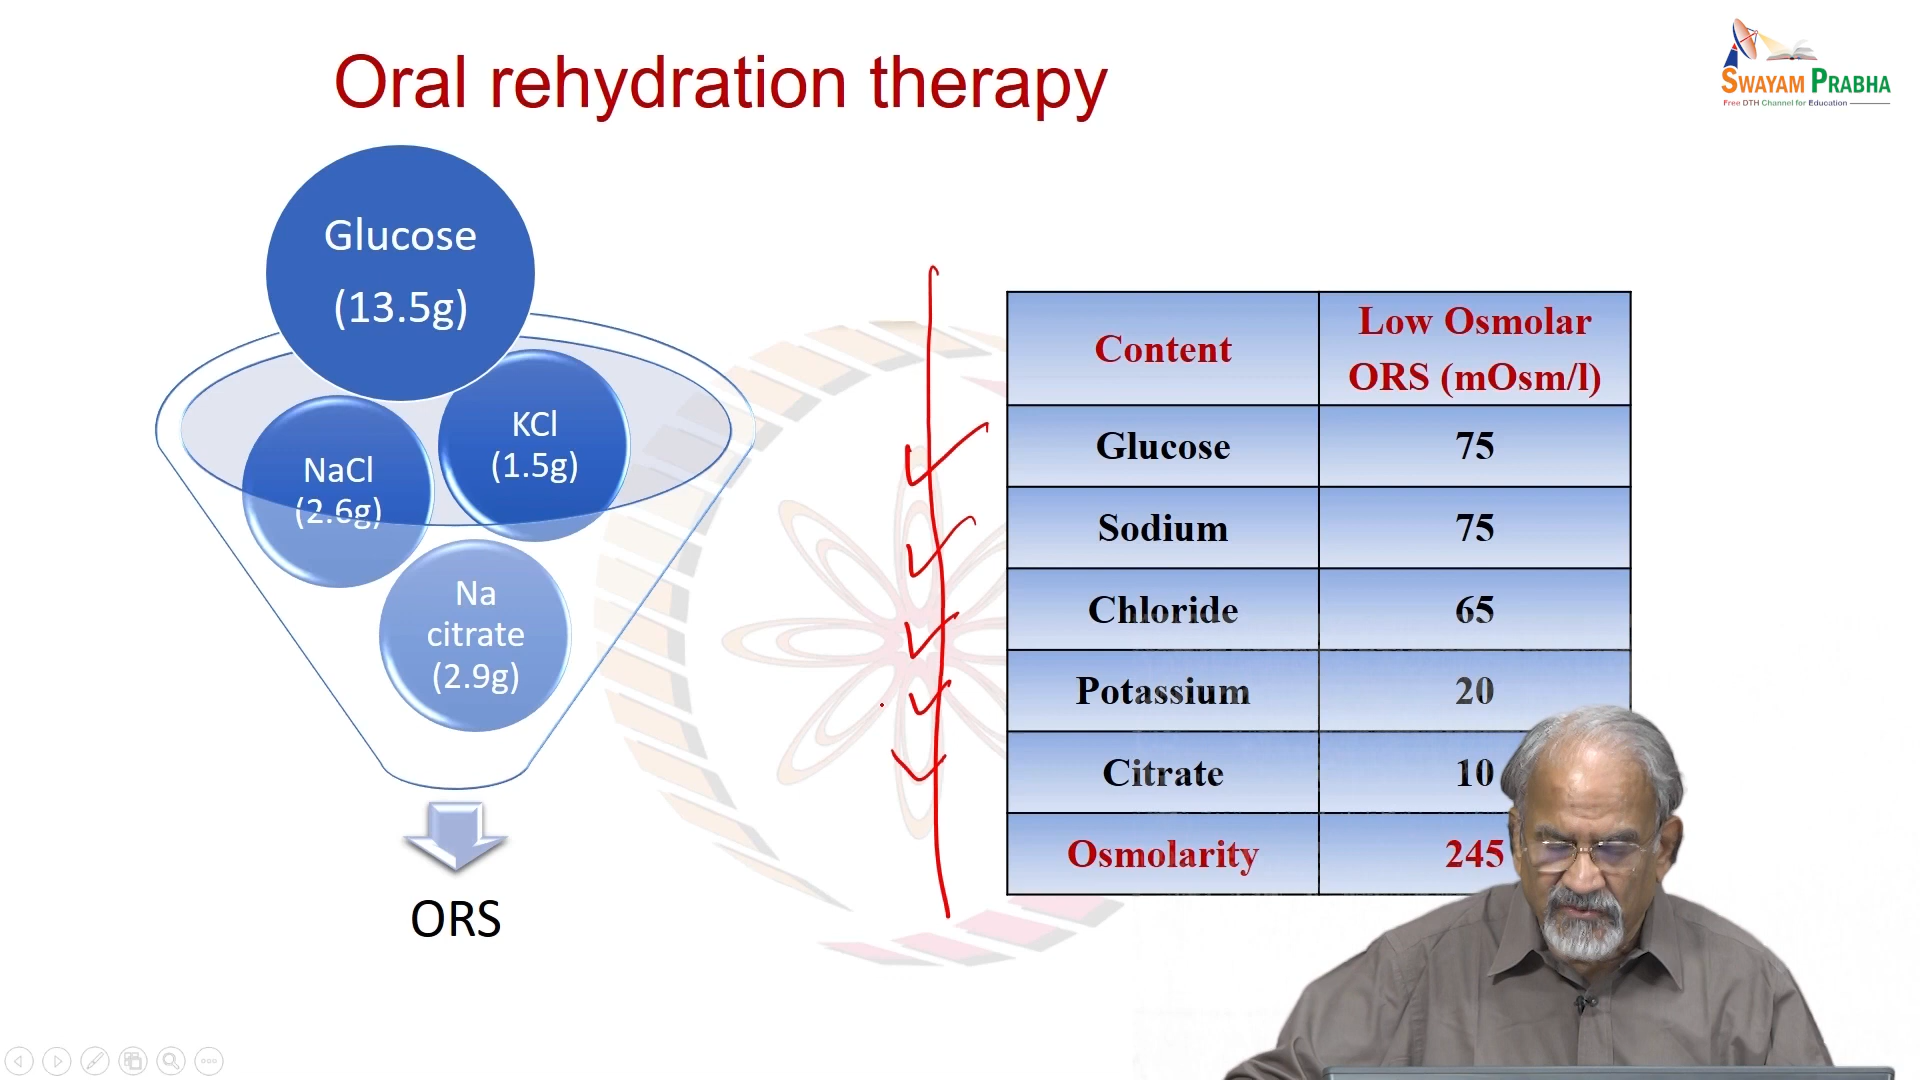 Oral rehydration therapy
SWAYAM PRABHA
Free DTH Channel for Education
Glucose
(13.5g)
KCl
(1.5g)
NaCl
(2.6g)
Na
citrate
(2.9g)
ORS
Content
Low Osmolar
ORS (mOsm/l)
Glucose 75
Sodium 75
Chloride 65
Potassium 20
Citrate 10
Osmolarity 245